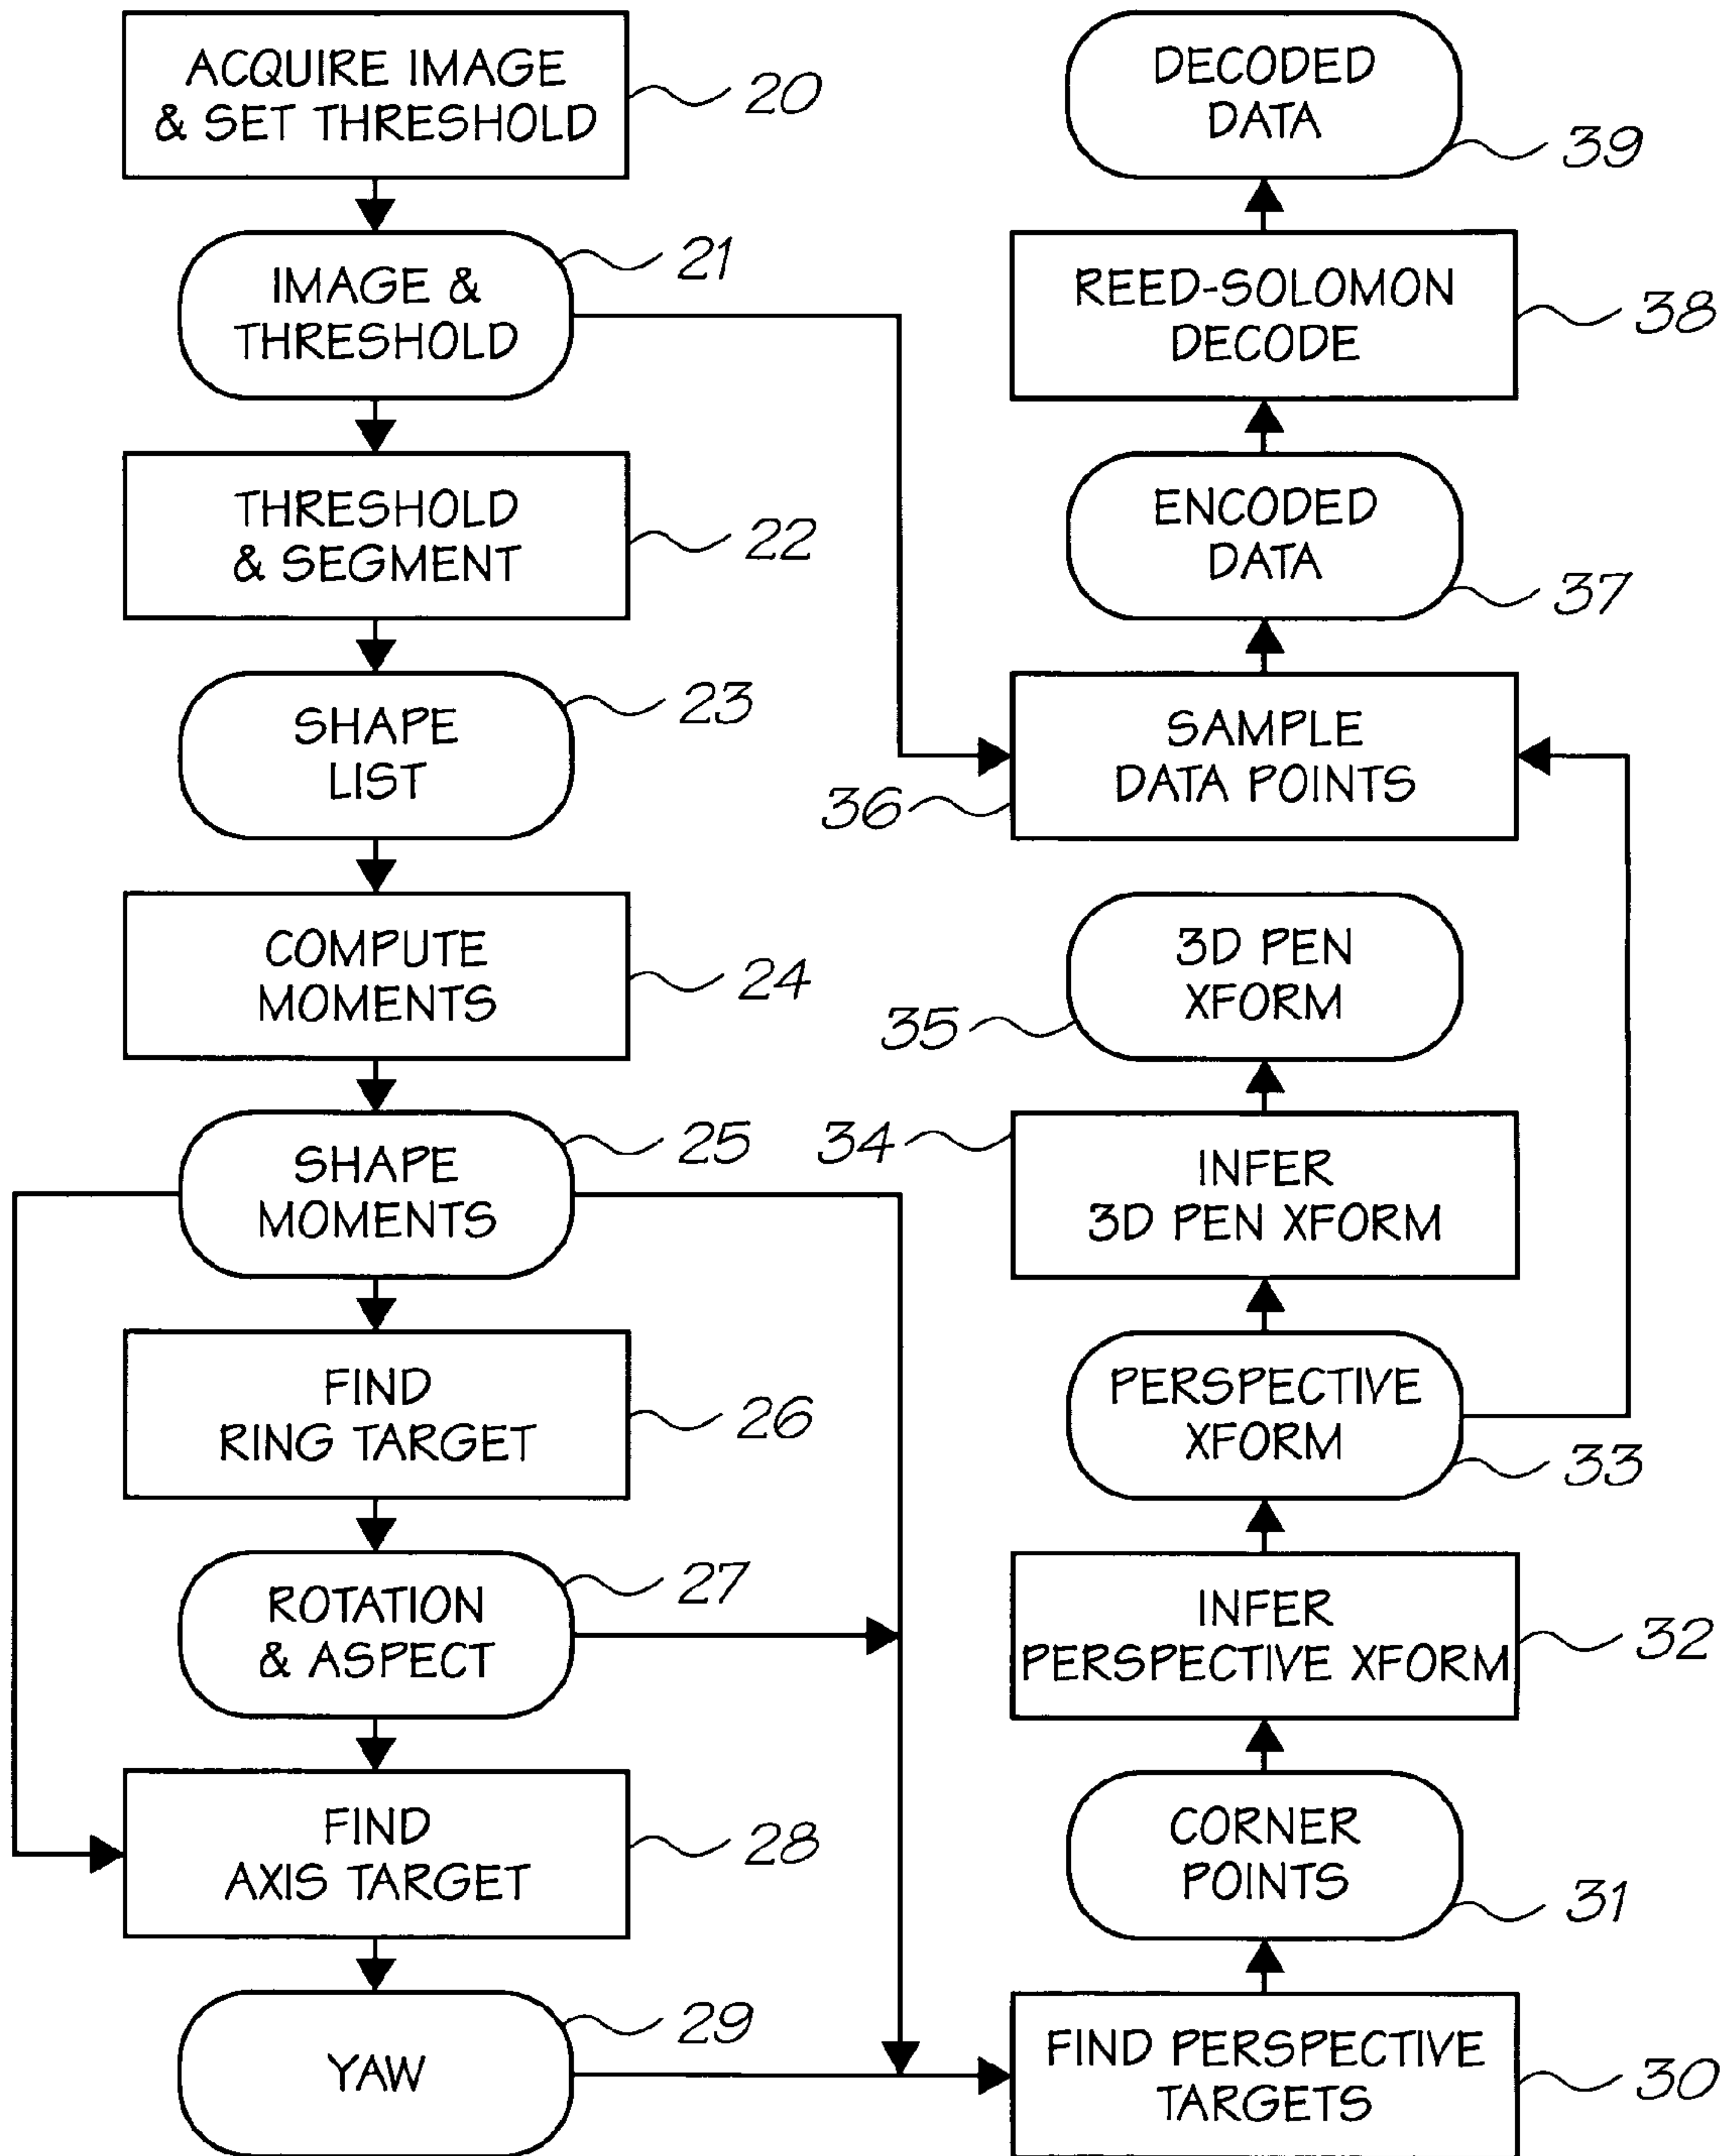 ACQUIRE IMAGE
& SET THRESHOLD
20
IMAGE &
THRESHOLD
21
THRESHOLD
& SEGMENT
22
SHAPE
LIST
23
COMPUTE
MOMENTS
24
SHAPE
MOMENTS
25
FIND
RING TARGET
26
ROTATION
& ASPECT
27
FIND
AXIS TARGET
28
YAW
29
DECODED
DATA
39
REED-SOLOMON
DECODE
38
ENCODED
DATA
37
SAMPLE
DATA POINTS
36
3D PEN
XFORM
35
INFER
3D PEN XFORM
34
PERSPECTIVE
XFORM
33
INFER
PERSPECTIVE XFORM
32
CORNER
POINTS
31
FIND PERSPECTIVE
TARGETS
30